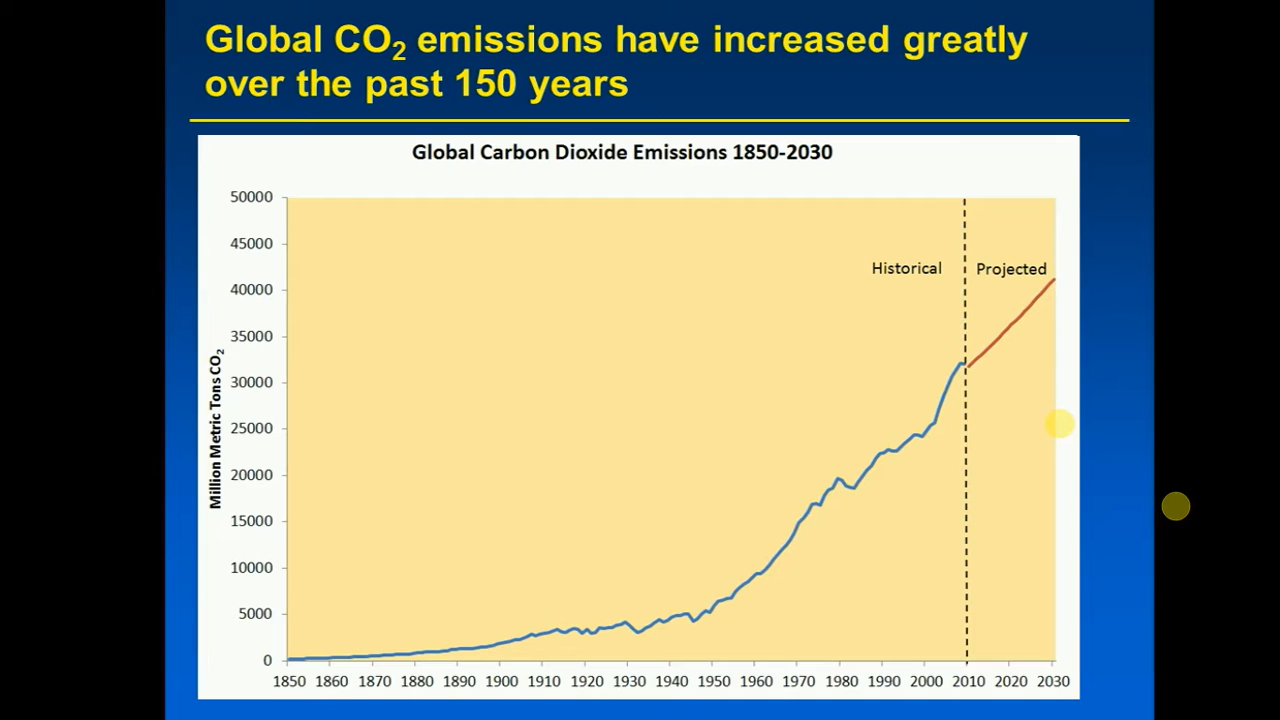 Global CO₂ emissions have increased greatly
over the past 150 years
Global Carbon Dioxide Emissions 1850-2030
50000
45000
Historical
Projected
40000
35000
30000
25000
20000
15000
10000
5000
0
Million Metric Tons CO₂
1850 1860 1870 1880 1890 1900 1910 1920 1930 1940 1950 1960 1970 1980 1990 2000 2010 2020 2030